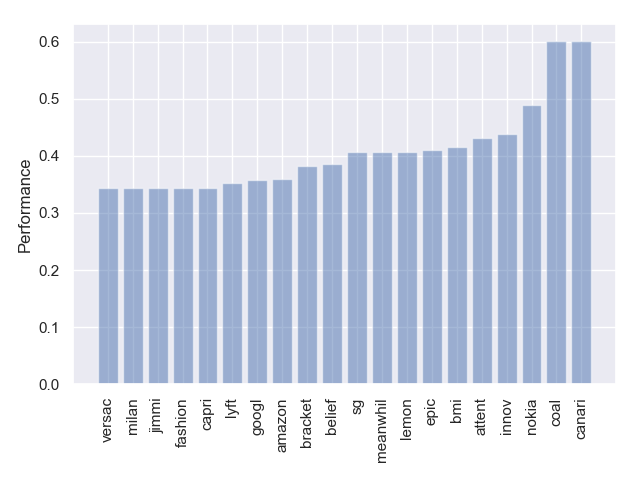 0.6
0.5
0.4
0.3
0.2
0.1
0.0
Performance
versac
milan
jimmi
fashion
capri
lyft
googl
amazon
bracket
belief
sg
meanwhil
lemon
epic
bmi
attent
innov
nokia
coal
canari